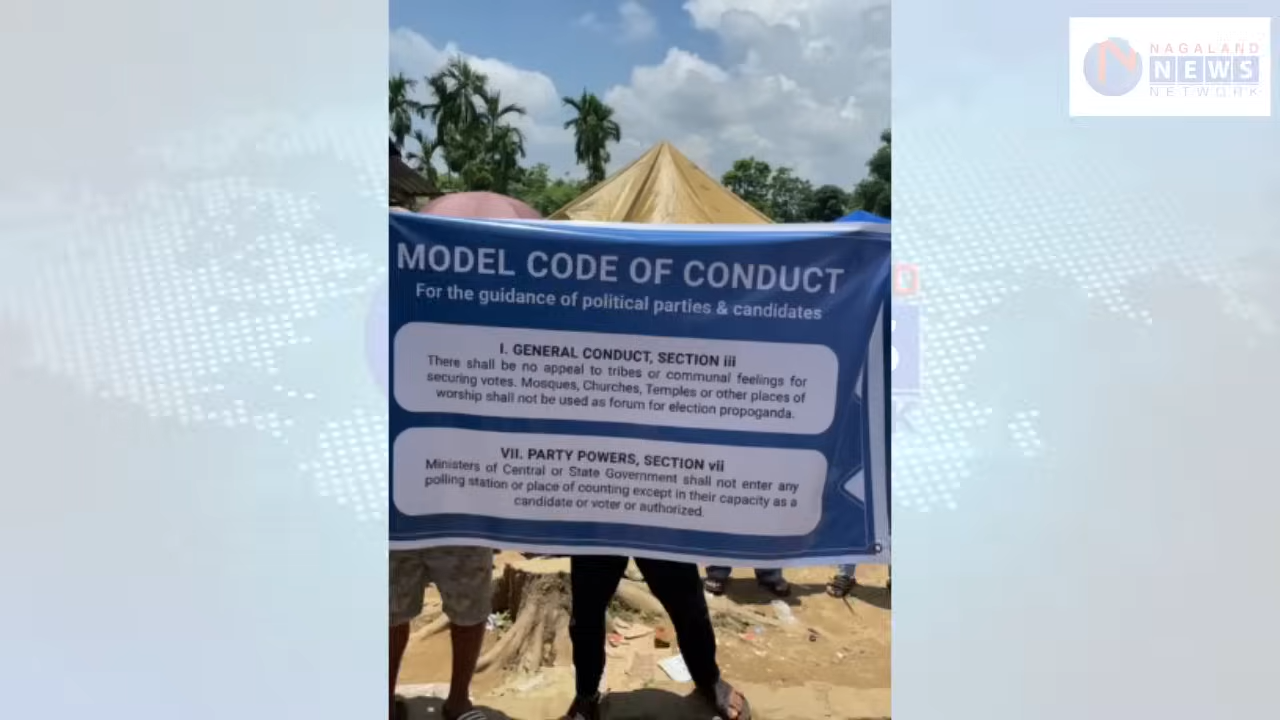 NAGALAND
NEWS
NETWORK
MODEL CODE OF CONDUCT
For the guidance of political parties & candidates
I. GENERAL CONDUCT, SECTION iii
There shall be no appeal to tribes or communal feelings for
securing votes. Mosques, Churches, Temples or other places of
worship shall not be used as forum for election propoganda.
VII. PARTY POWERS, SECTION vii
Ministers of Central or State Government shall not enter any
polling station or place of counting except in their capacity as a
candidate or voter or authorized.